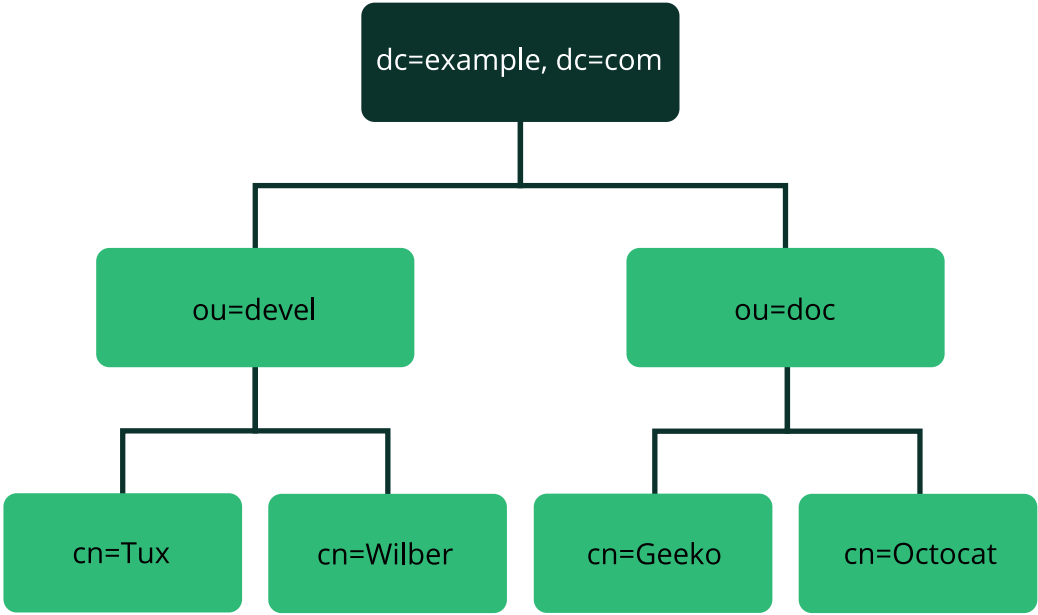 dc=example, dc=com
ou=devel
ou=doc
cn=Tux
cn=Wilber
cn=Geeko
cn=Octocat